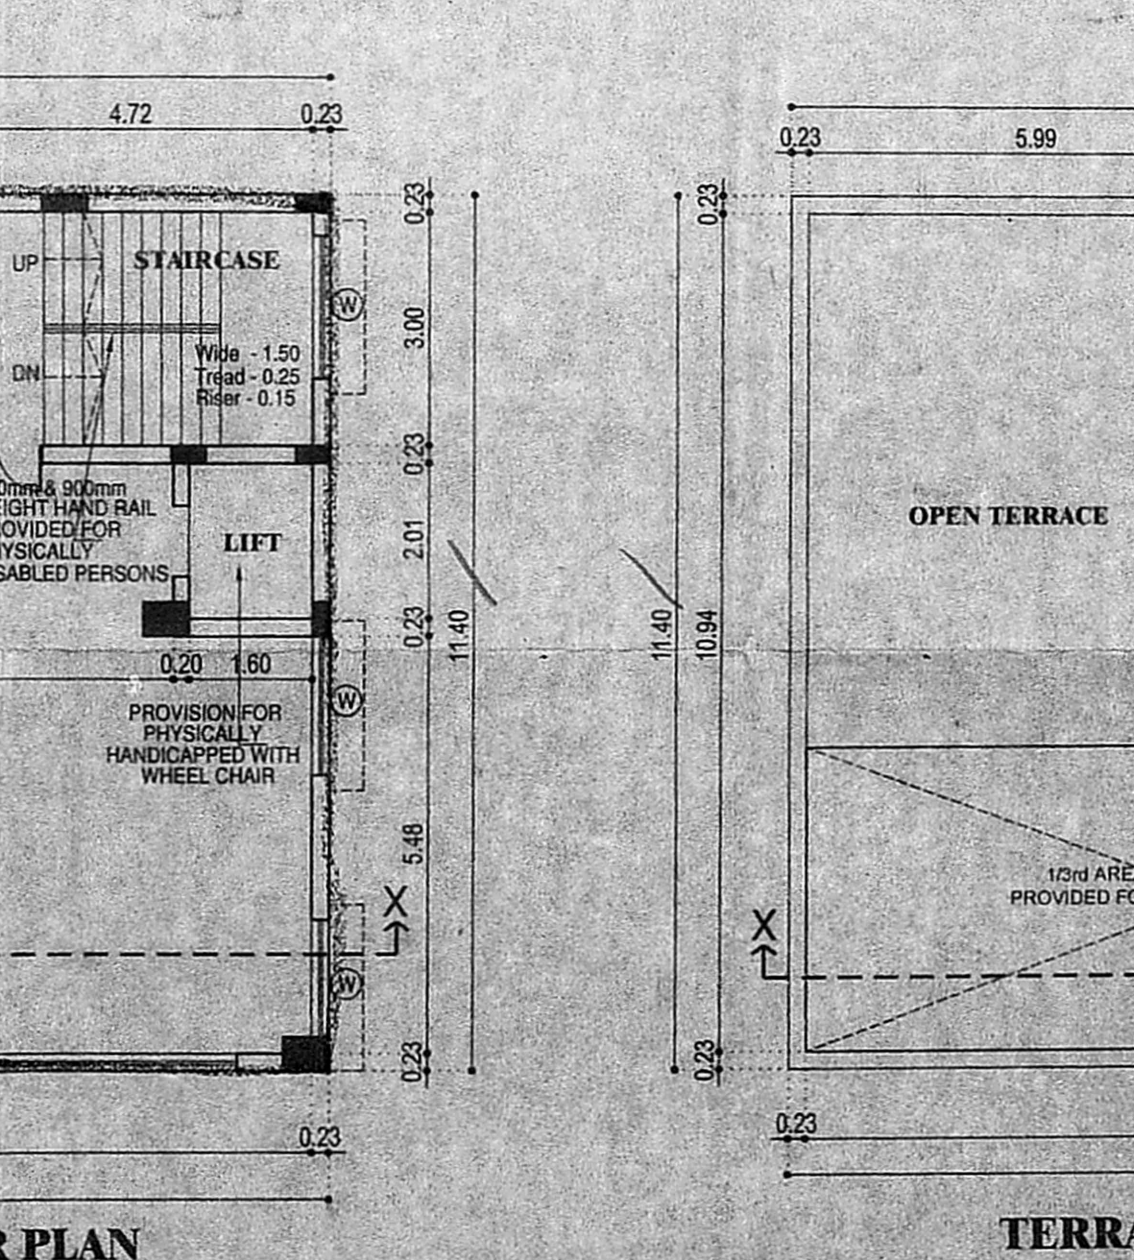 4.72
0.23
0.23
5.99
0.23
0.23
UP
STAIRCASE
W
3.00
Wide - 1.50
Tread - 0.25
Riser - 0.15
DN
0.23
0mm & 900mm
EIGHT HAND RAIL
OVIDED FOR
YSICALLY
SABLED PERSONS
LIFT
2.01
OPEN TERRACE
0.23
11.40
11.40
10.94
0.20
1.60
W
PROVISION FOR
PHYSICALLY
HANDICAPPED WITH
WHEEL CHAIR
5.48
1/3rd ARE
PROVIDED FO
X
X
W
0.23
0.23
0.23
0.23
R PLAN
TERRA